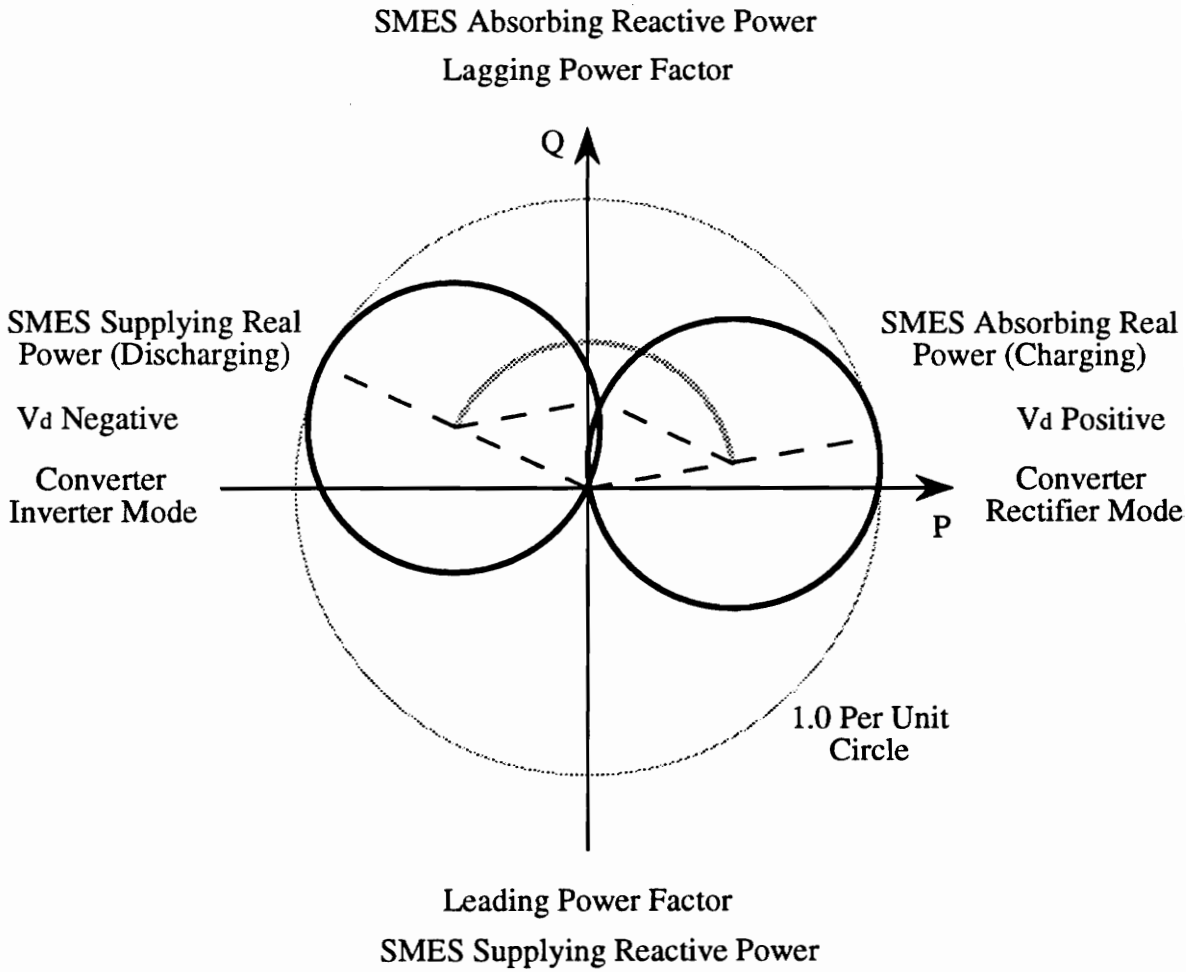 SMES Absorbing Reactive Power
Lagging Power Factor
Q
SMES Supplying Real
Power (Discharging)
Vd Negative
Converter
Inverter Mode
SMES Absorbing Real
Power (Charging)
Vd Positive
Converter
Rectifier Mode
P
1.0 Per Unit
Circle
Leading Power Factor
SMES Supplying Reactive Power